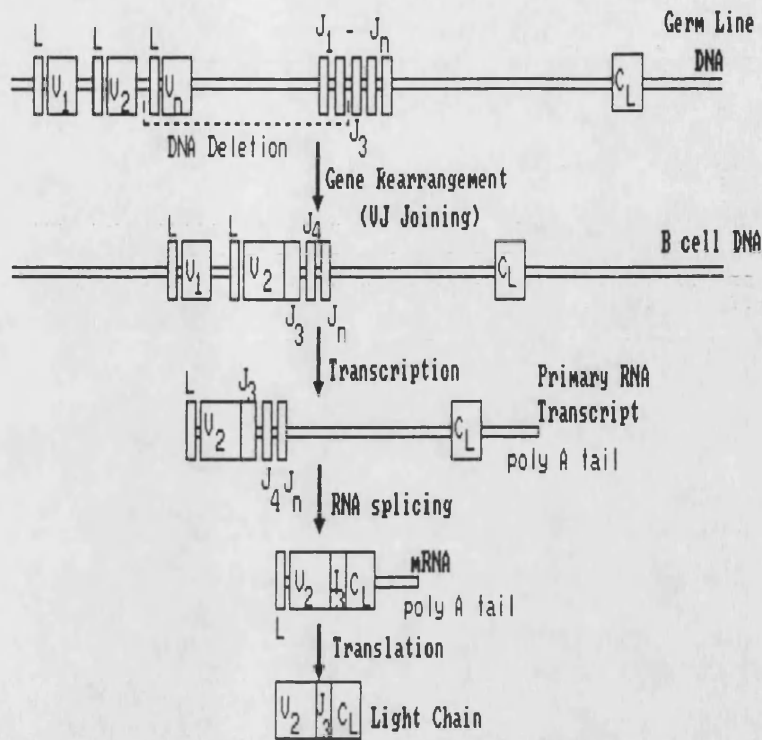 J1 - Jn
Germ Line
DNA
L L L
V1 V2 Vn CL
DNA Deletion
J3
Gene Rearrangement
(VJ Joining)
L L J4
B cell DNA
V1 V2 CL
J3 Jn
Transcription
L J3
Primary RNA
Transcript
V2 CL
poly A tail
J4 Jn
RNA splicing
mRNA
V2 J3 CL
poly A tail
L
Translation
V2 J3 CL
Light Chain